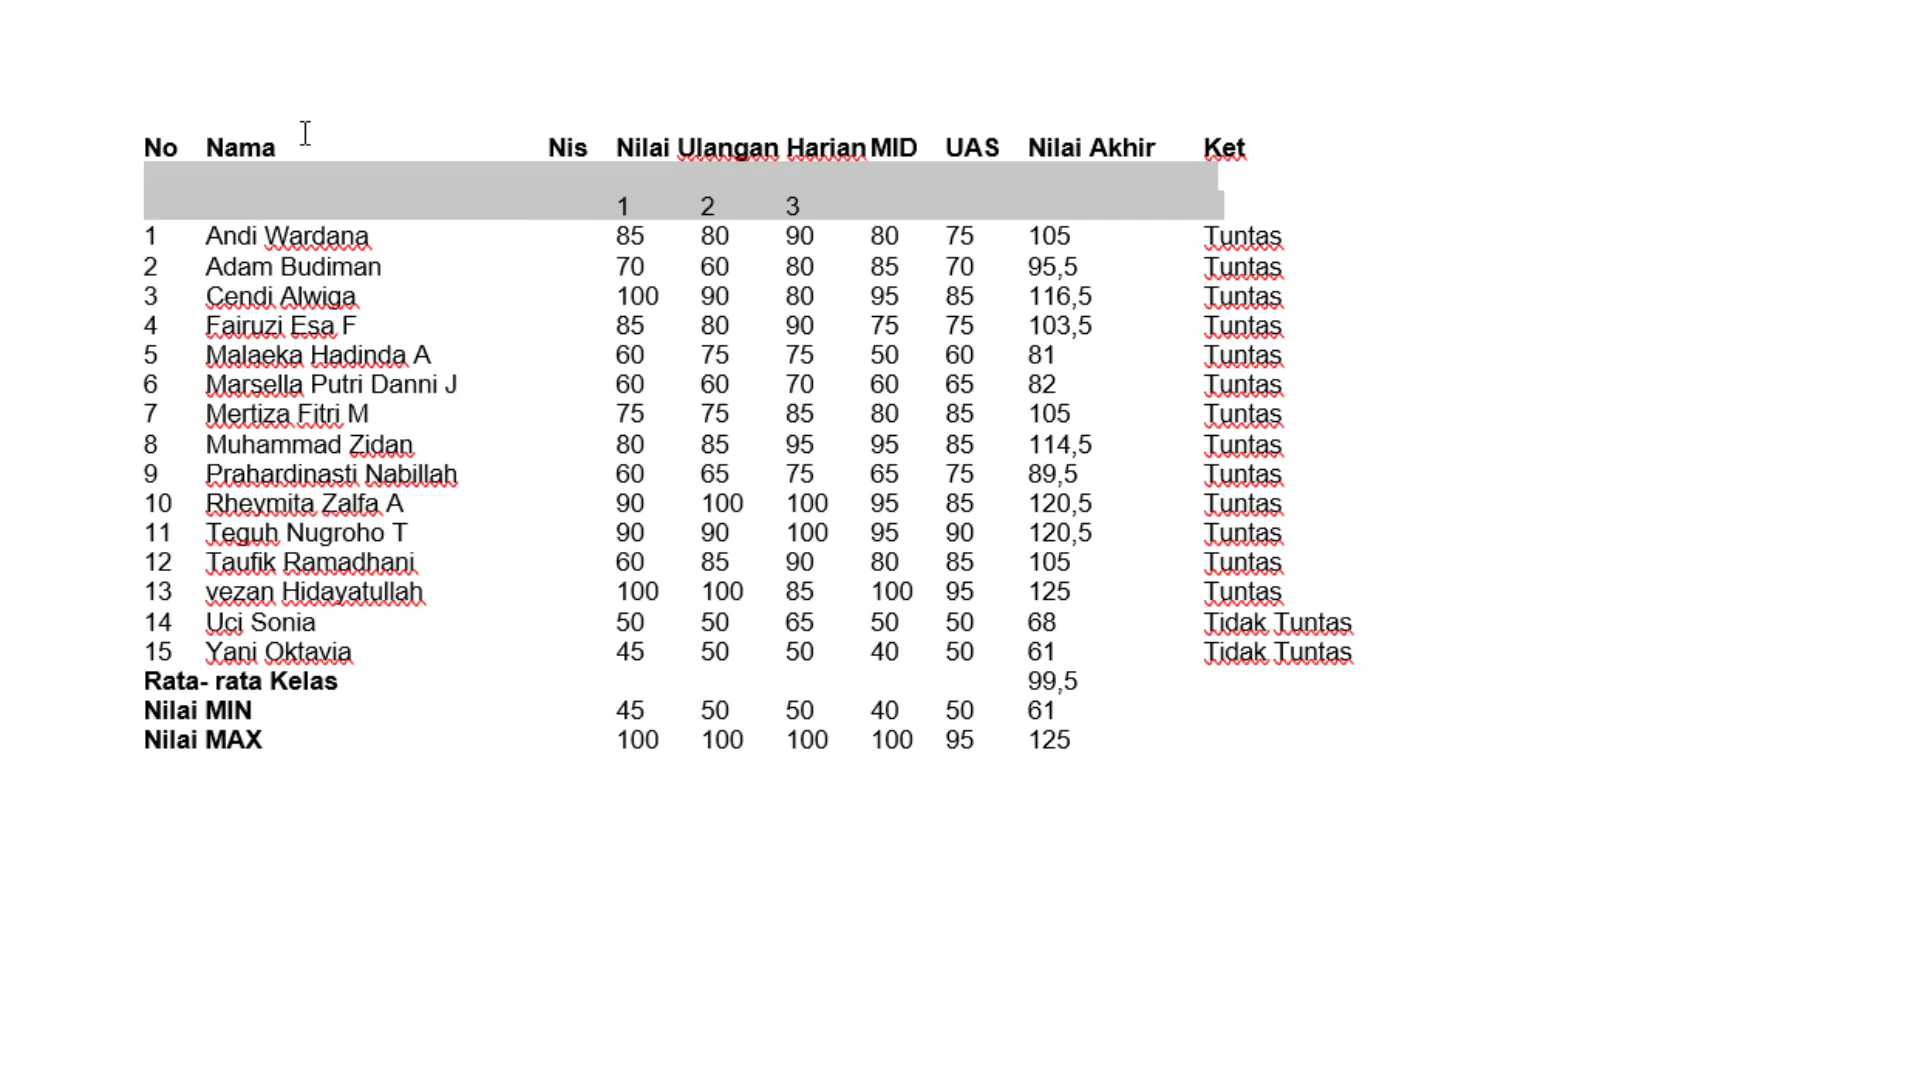 No Nama Nis Nilai Ulangan Harian MID UAS Nilai Akhir Ket
1 2 3
1 Andi Wardana 85 80 90 80 75 105 Tuntas
2 Adam Budiman 70 60 80 85 70 95,5 Tuntas
3 Cendi Alwiga 100 90 80 95 85 116,5 Tuntas
4 Fairuzi Esa F 85 80 90 75 75 103,5 Tuntas
5 Malaeka Hadinda A 60 75 75 50 60 81 Tuntas
6 Marsella Putri Danni J 60 60 70 60 65 82 Tuntas
7 Mertiza Fitri M 75 75 85 80 85 105 Tuntas
8 Muhammad Zidan 80 85 95 95 85 114,5 Tuntas
9 Prahardinasti Nabillah 60 65 75 65 75 89,5 Tuntas
10 Rheymita Zalfa A 90 100 100 95 85 120,5 Tuntas
11 Teguh Nugroho T 90 90 100 95 90 120,5 Tuntas
12 Taufik Ramadhani 60 85 90 80 85 105 Tuntas
13 vezan Hidayatullah 100 100 85 100 95 125 Tuntas
14 Uci Sonia 50 50 65 50 50 68 Tidak Tuntas
15 Yani Oktavia 45 50 50 40 50 61 Tidak Tuntas
Rata- rata Kelas 99,5
Nilai MIN 45 50 50 40 50 61
Nilai MAX 100 100 100 100 95 125